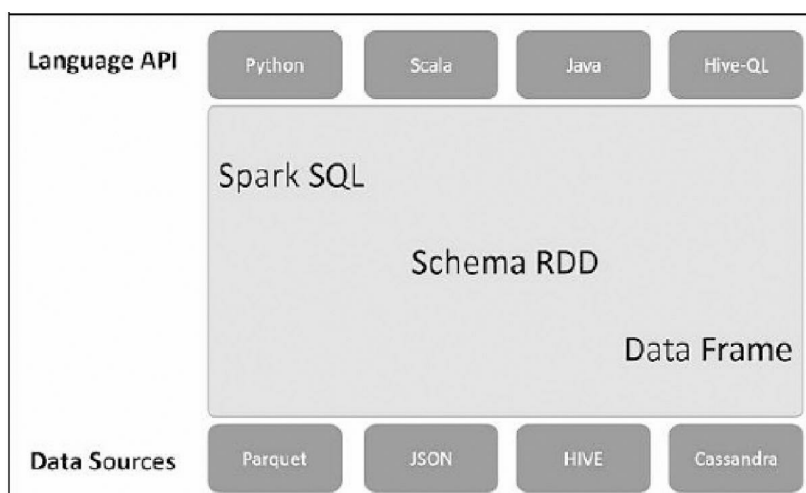 Language API Python Scala Java Hive-QL
Spark SQL
Schema RDD
Data Frame
Data Sources Parquet JSON HIVE Cassandra